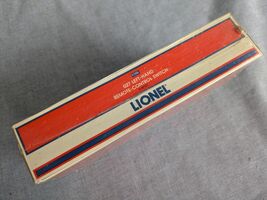 027 LEFT-HAND
REMOTE-CONTROL SWITCH
LIONEL